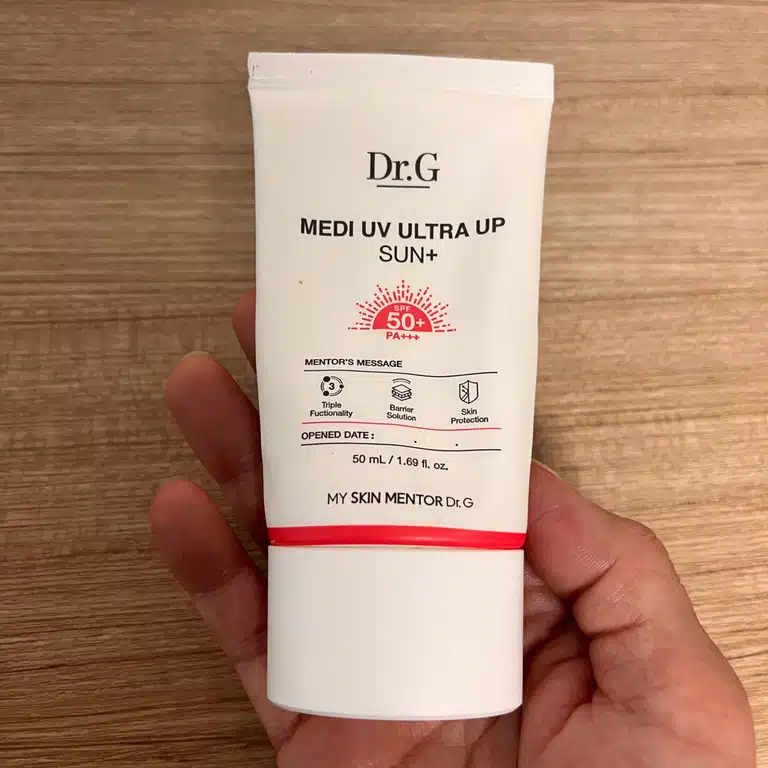 Dr.G
MEDI UV ULTRA UP
SUN+
SPF
50+
PA+++
MENTOR'S MESSAGE
3
Triple
Fuctionality
Barrier
Solution
Skin
Protection
OPENED DATE : . .
50 mL / 1.69 fl. oz.
MY SKIN MENTOR Dr.G